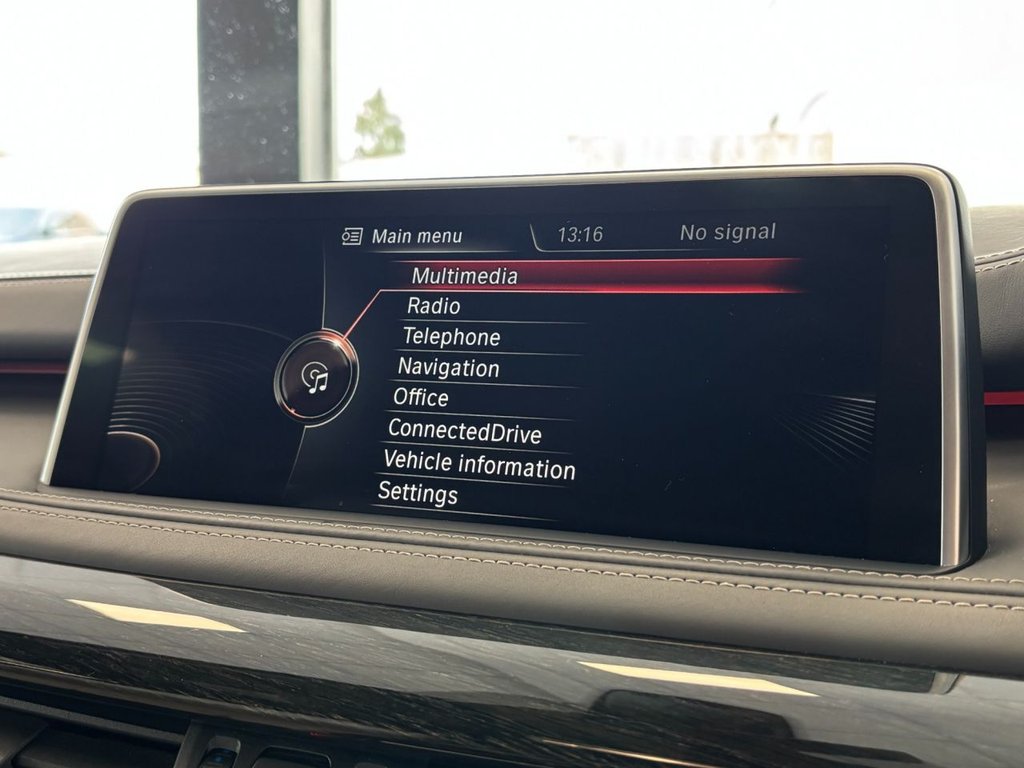 Main menu 13:16 No signal
Multimedia
Radio
Telephone
Navigation
Office
ConnectedDrive
Vehicle information
Settings